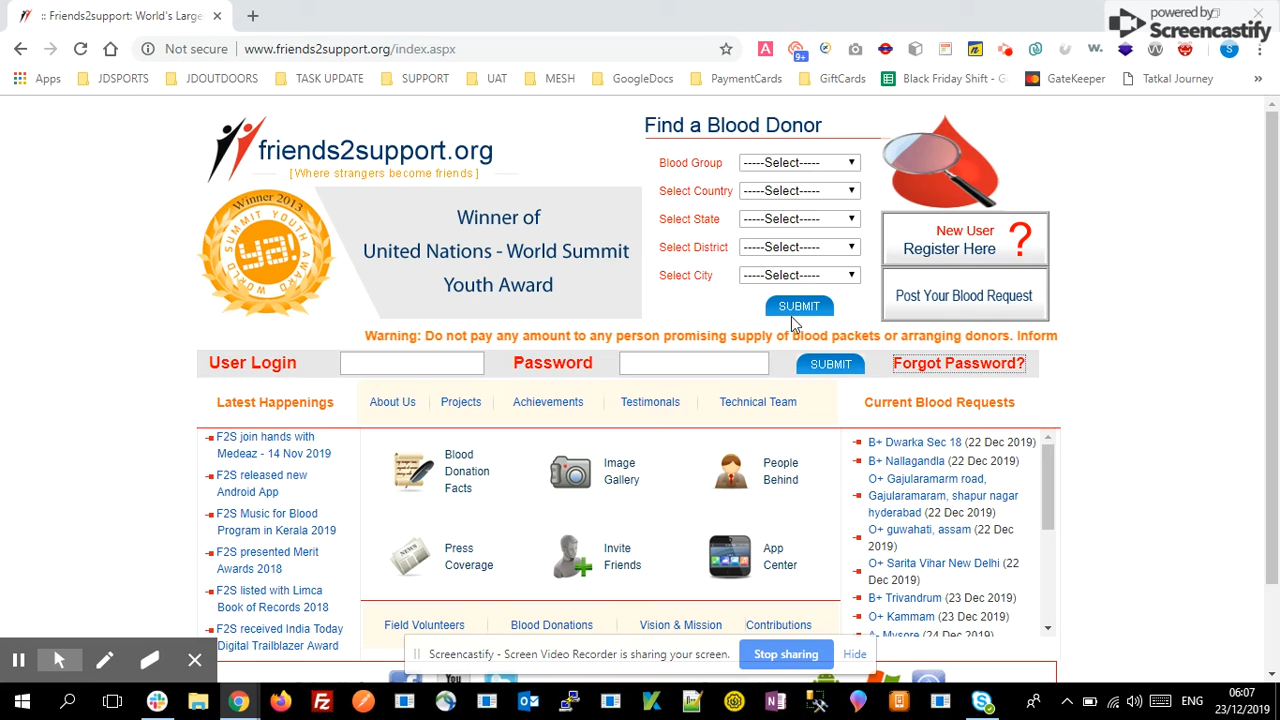 :: Friends2support: World's Large
powered by
Screencastify
Not secure
www.friends2support.org/index.aspx
9+
S
Apps
JDSPORTS
JDOUTDOORS
TASK UPDATE
SUPPORT
UAT
MESH
GoogleDocs
PaymentCards
GiftCards
Black Friday Shift - G
GateKeeper
Tatkal Journey
»
friends2support.org
[Where strangers become friends]
Winner 2013
ya!
SUMMIT YOUTH AWARD
WORLD
Winner of
United Nations - World Summit
Youth Award
Find a Blood Donor
Blood Group -----Select-----
Select Country -----Select-----
Select State -----Select-----
Select District -----Select-----
Select City -----Select-----
SUBMIT
New User
Register Here
?
Post Your Blood Request
Warning: Do not pay any amount to any person promising supply of blood packets or arranging donors. Inform
User Login
Password
SUBMIT
Forgot Password?
Latest Happenings
F2S join hands with
Medeaz - 14 Nov 2019
F2S released new
Android App
F2S Music for Blood
Program in Kerala 2019
F2S presented Merit
Awards 2018
F2S listed with Limca
Book of Records 2018
F2S received India Today
Digital Trailblazer Award
About Us
Projects
Achievements
Testimonals
Technical Team
Blood
Donation
Facts
Image
Gallery
People
Behind
NEWS
Press
Coverage
Invite
Friends
App
Center
Field Volunteers
Blood Donations
Vision & Mission
Contributions
Current Blood Requests
B+ Dwarka Sec 18 (22 Dec 2019)
B+ Nallagandla (22 Dec 2019)
O+ Gajularamarm road,
Gajularamaram, shapur nagar
hyderabad (22 Dec 2019)
O+ guwahati, assam (22 Dec
2019)
O+ Sarita Vihar New Delhi (22
Dec 2019)
B+ Trivandrum (23 Dec 2019)
O+ Kammam (23 Dec 2019)
A- Mysore (24 Dec 2019)
Screencastify - Screen Video Recorder is sharing your screen.
Stop sharing
Hide
You
ENG
06:07
23/12/2019